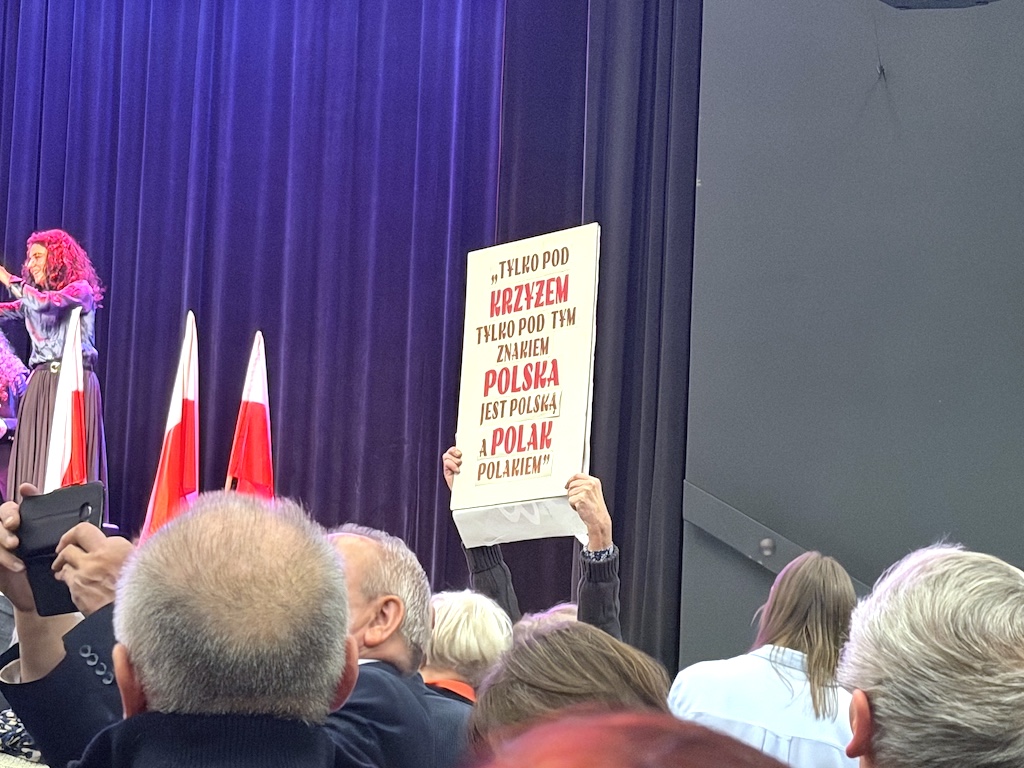 „TYLKO POD
KRZYŻEM
TYLKO POD TYM
ZNAKIEM
POLSKA
JEST POLSKĄ
A POLAK
POLAKIEM”